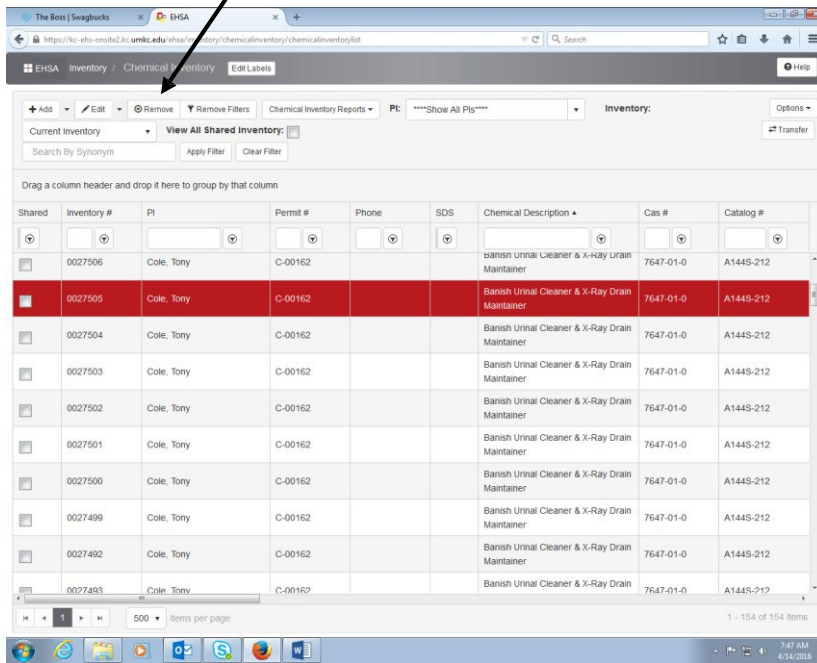 The Boss | Swagbucks × EHSA × +
https://kc-ehs-onsite2.kc.umkc.edu/ehsa/inventory/chemicalinventory/chemicalinventorylist Search
EHSA Inventory / Chemical Inventory Edit Labels Help
+ Add Edit Remove Remove Filters Chemical Inventory Reports PI: ****Show All PIs**** Inventory: Options
Current Inventory View All Shared Inventory: Transfer
Search By Synonym Apply Filter Clear Filter
Drag a column header and drop it here to group by that column
Shared Inventory # PI Permit # Phone SDS Chemical Description Cas # Catalog #
0027506 Cole, Tony C-00162 Banish Urinal Cleaner & X-Ray Drain Maintainer 7647-01-0 A144S-212
0027505 Cole, Tony C-00162 Banish Urinal Cleaner & X-Ray Drain Maintainer 7647-01-0 A144S-212
0027504 Cole, Tony C-00162 Banish Urinal Cleaner & X-Ray Drain Maintainer 7647-01-0 A144S-212
0027503 Cole, Tony C-00162 Banish Urinal Cleaner & X-Ray Drain Maintainer 7647-01-0 A144S-212
0027502 Cole, Tony C-00162 Banish Urinal Cleaner & X-Ray Drain Maintainer 7647-01-0 A144S-212
0027501 Cole, Tony C-00162 Banish Urinal Cleaner & X-Ray Drain Maintainer 7647-01-0 A144S-212
0027500 Cole, Tony C-00162 Banish Urinal Cleaner & X-Ray Drain Maintainer 7647-01-0 A144S-212
0027499 Cole, Tony C-00162 Banish Urinal Cleaner & X-Ray Drain Maintainer 7647-01-0 A144S-212
0027492 Cole, Tony C-00162 Banish Urinal Cleaner & X-Ray Drain Maintainer 7647-01-0 A144S-212
0027493 Cole, Tony C-00162 Banish Urinal Cleaner & X-Ray Drain 7647-01-0 A144S-212
1 500 items per page 1 - 154 of 154 items
7:47 AM
4/14/2016